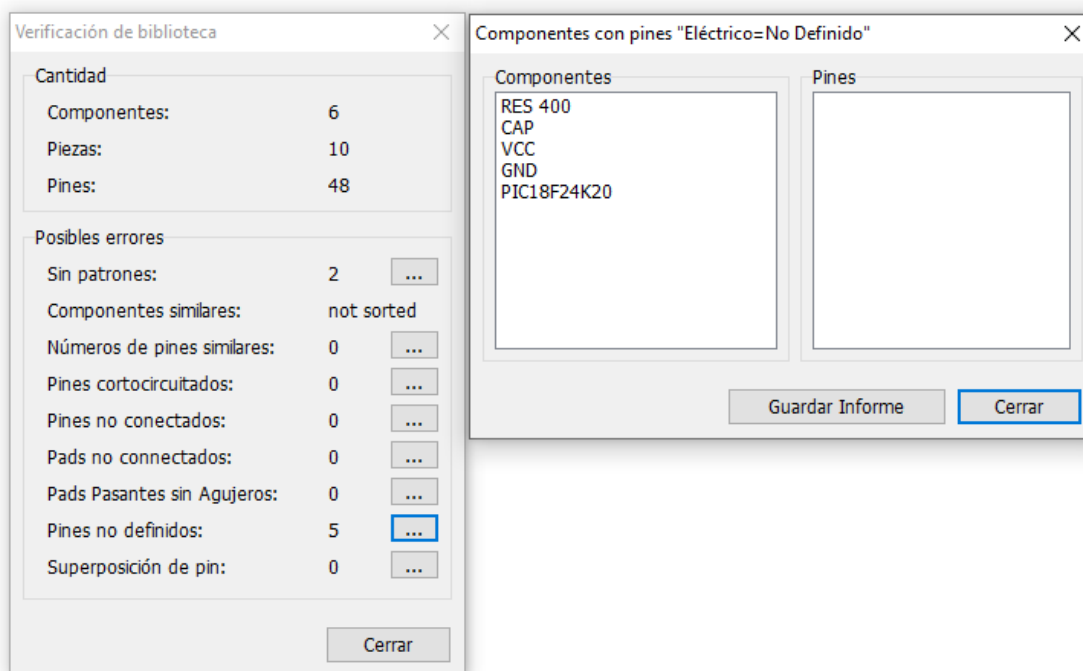 Verificación de biblioteca
Cantidad
Componentes: 6
Piezas: 10
Pines: 48
Posibles errores
Sin patrones: 2 ...
Componentes similares: not sorted
Números de pines similares: 0 ...
Pines cortocircuitados: 0 ...
Pines no conectados: 0 ...
Pads no connectados: 0 ...
Pads Pasantes sin Agujeros: 0 ...
Pines no definidos: 5 ...
Superposición de pin: 0 ...
Cerrar
Componentes con pines "Eléctrico=No Definido"
Componentes
RES 400
CAP
VCC
GND
PIC18F24K20
Pines
Guardar Informe
Cerrar